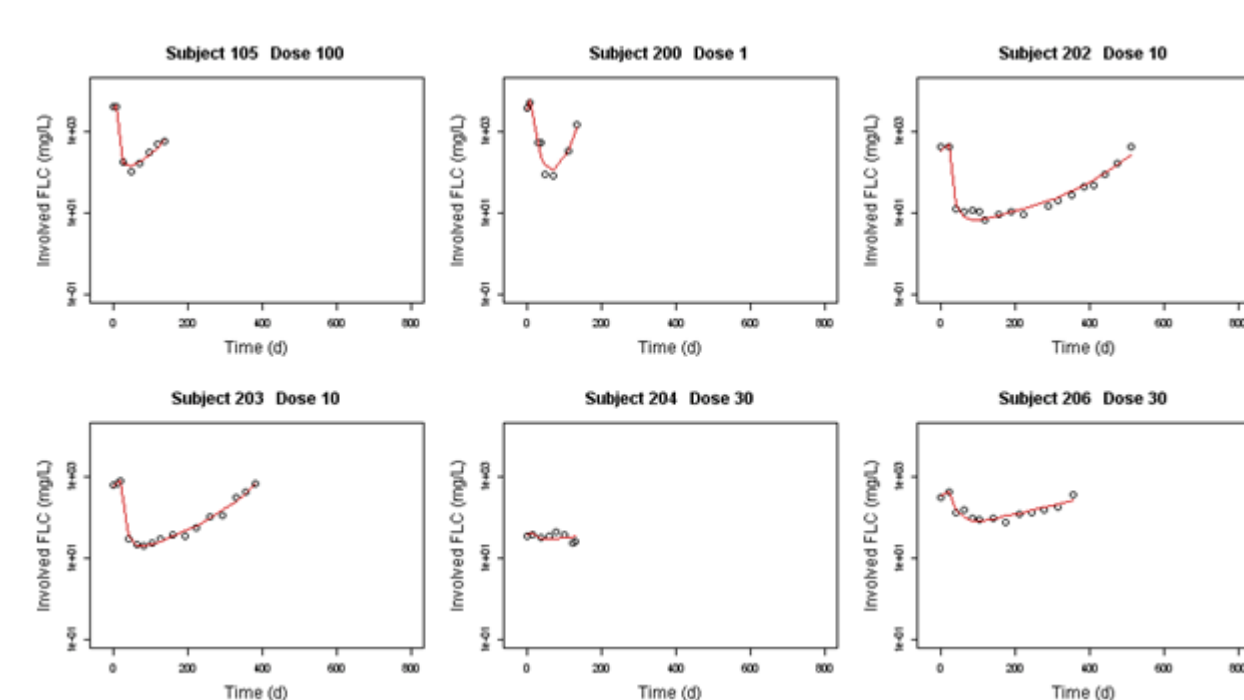 Subject 105 Dose 100
Subject 200 Dose 1
Subject 202 Dose 10
Involved FLC (mg/L)
1e+03
1e+01
1e-01
Involved FLC (mg/L)
1e+03
1e+01
1e-01
Involved FLC (mg/L)
1e+03
1e+01
1e-01
0 200 400 600 800
0 200 400 600 800
0 200 400 600 800
Time (d)
Time (d)
Time (d)
Subject 203 Dose 10
Subject 204 Dose 30
Subject 206 Dose 30
Involved FLC (mg/L)
1e+03
1e+01
1e-01
Involved FLC (mg/L)
1e+03
1e+01
1e-01
Involved FLC (mg/L)
1e+03
1e+01
1e-01
0 200 400 600 800
0 200 400 600 800
0 200 400 600 800
Time (d)
Time (d)
Time (d)